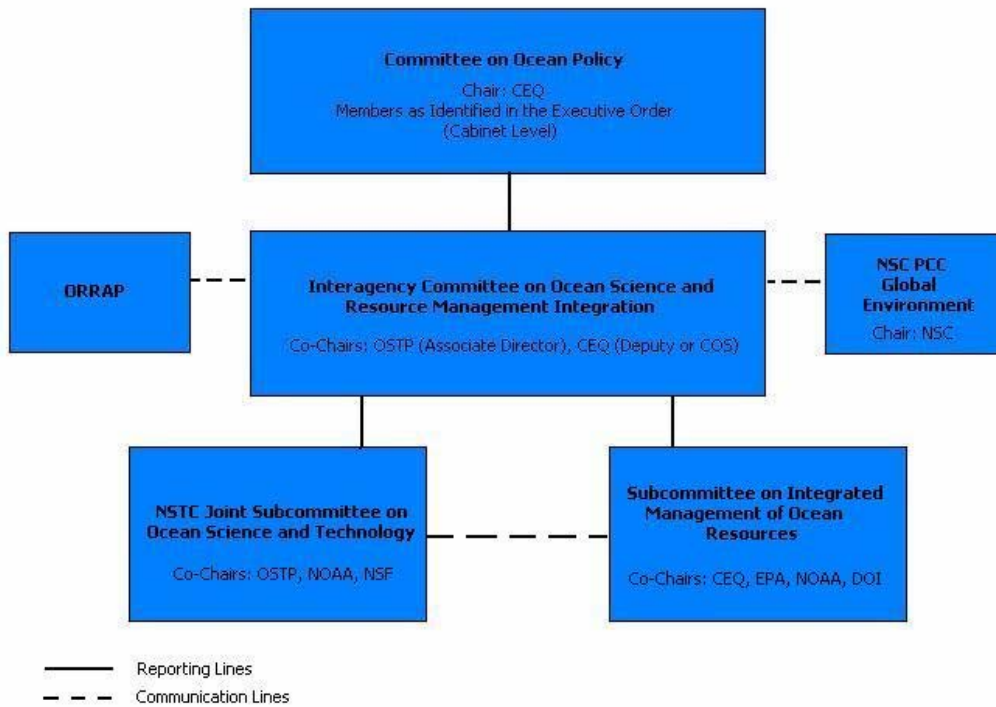 Committee on Ocean Policy
Chair: CEQ
Members as Identified in the Executive Order
(Cabinet Level)
ORRAP
Interagency Committee on Ocean Science and
Resource Management Integration
Co-Chairs: OSTP (Associate Director), CEQ (Deputy or COS)
NSC PCC
Global
Environment
Chair: NSC
NSTC Joint Subcommittee on
Ocean Science and Technology
Co-Chairs: OSTP, NOAA, NSF
Subcommittee on Integrated
Management of Ocean
Resources
Co-Chairs: CEQ, EPA, NOAA, DOI
Reporting Lines
Communication Lines